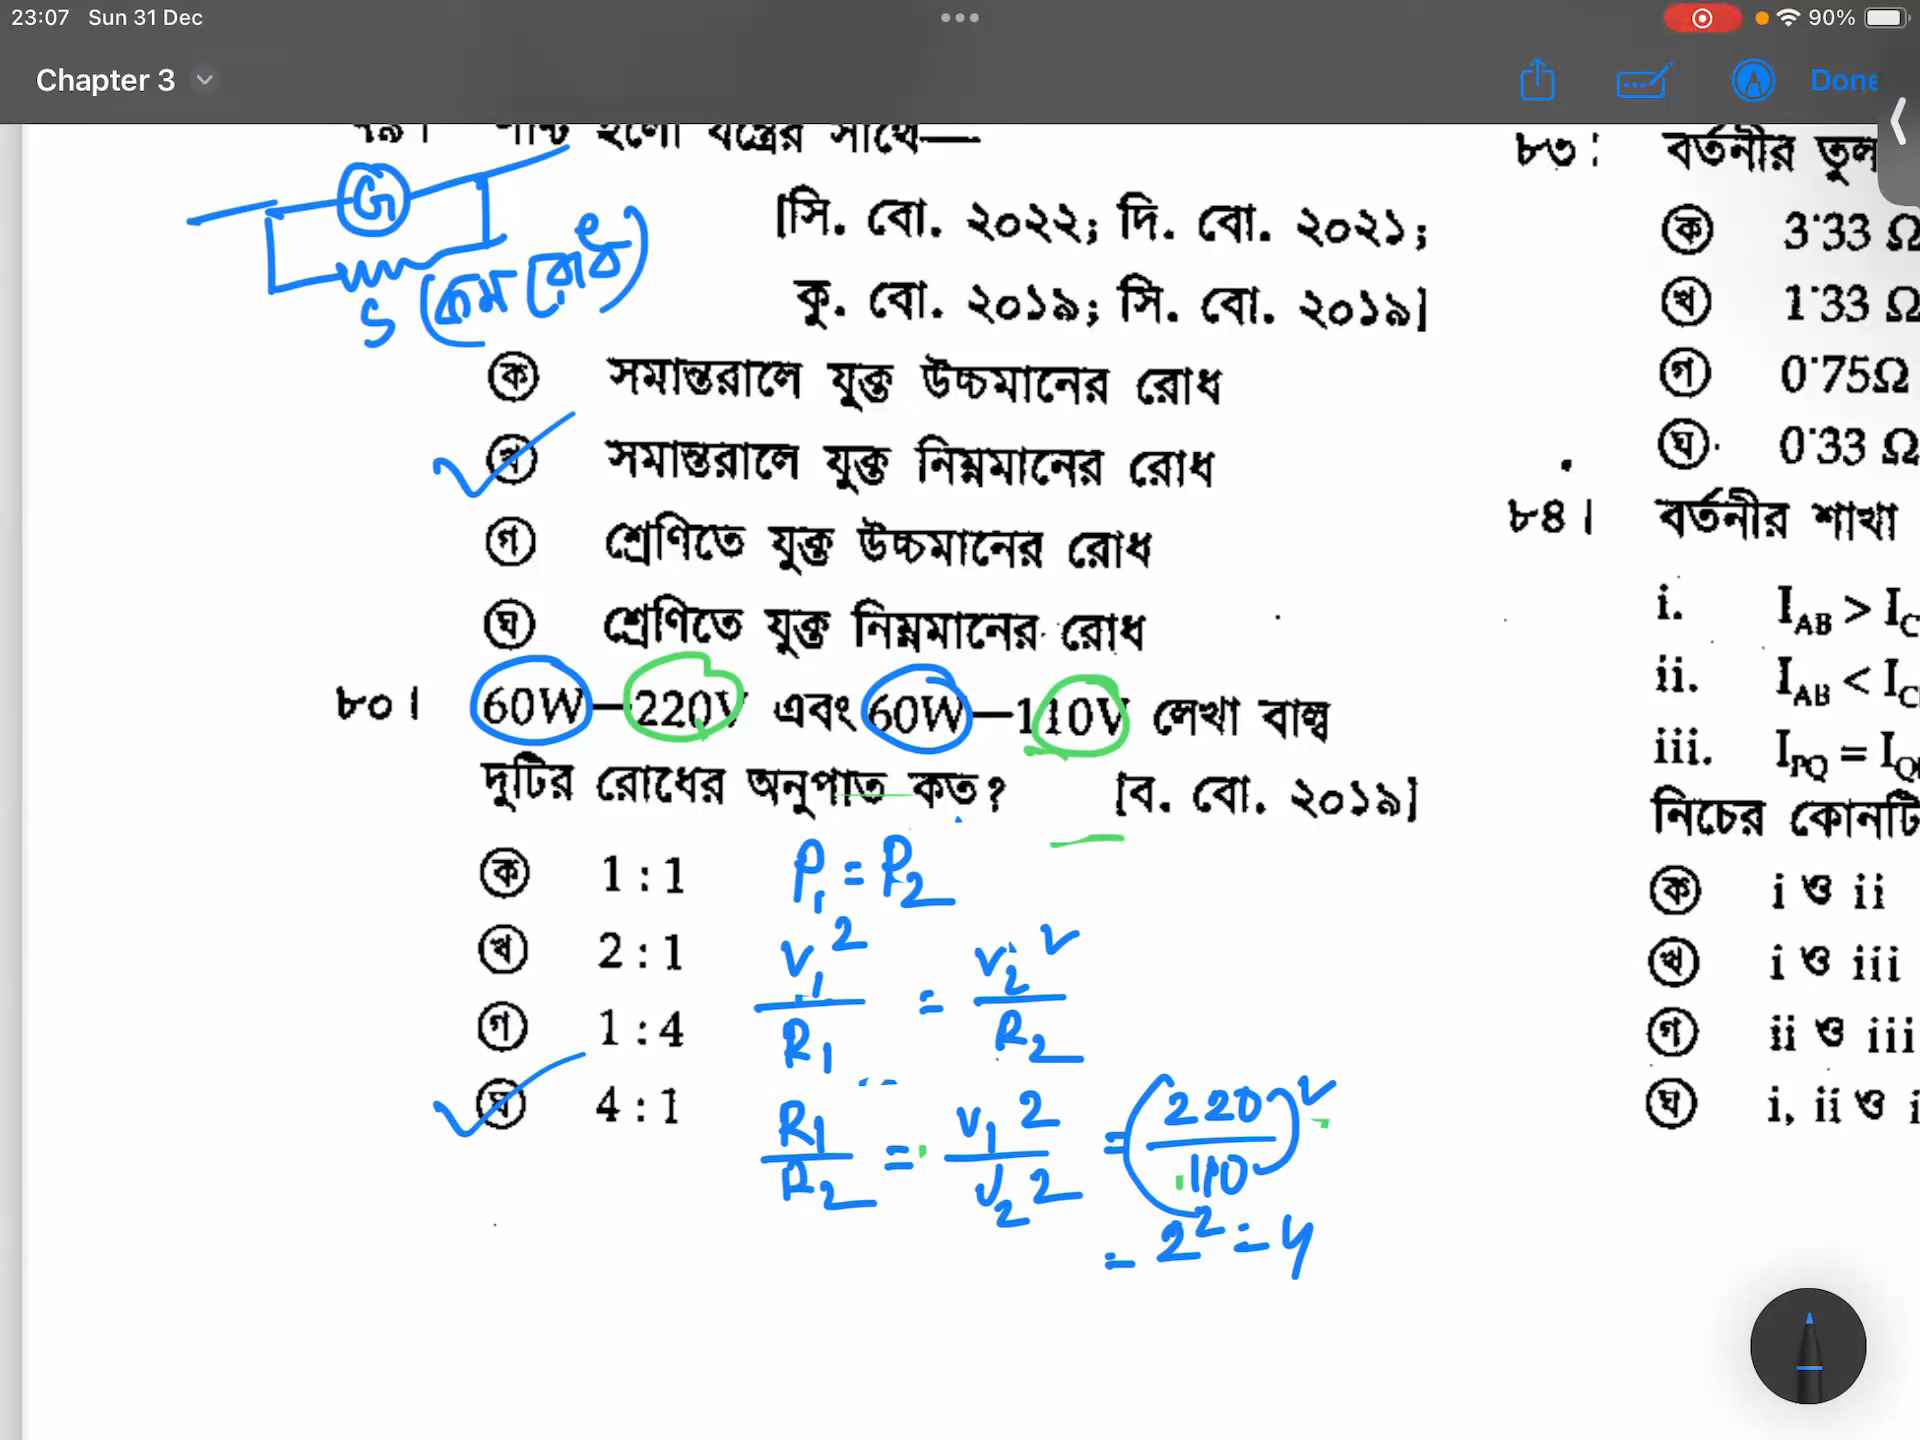 23:07 Sun 31 Dec
90%
Chapter 3
Done
৭৯। শান্ট হলো যন্ত্রের সাথে—
[সি. বো. ২০২২; দি. বো. ২০২১;
কু. বো. ২০১৯; সি. বো. ২০১৯]
G
S (কম রোধ)
ক সমান্তরালে যুক্ত উচ্চমানের রোধ
খ সমান্তরালে যুক্ত নিম্নমানের রোধ
গ শ্রেণিতে যুক্ত উচ্চমানের রোধ
ঘ শ্রেণিতে যুক্ত নিম্নমানের রোধ
৮০। 60W—220V এবং 60W—110V লেখা বাল্ব
দুটির রোধের অনুপাত কত? [ব. বো. ২০১৯]
ক 1 : 1
খ 2 : 1
গ 1 : 4
ঘ 4 : 1
P₁ = P₂
V₁²/R₁ = V₂²/R₂
R₁/R₂ = V₁²/V₂² = (220/110)²
= 2² = 4
৮৩। বর্তনীর
ক 3·33 Ω
খ 1·33 Ω
গ 0·75Ω
ঘ 0·33 Ω
৮৪। বর্তনীর শাখা
i. I_AB > I_C
ii. I_AB < I_C
iii. I_PQ = I_Q
নিচের কোনটি
ক i ও ii
খ i ও iii
গ ii ও iii
ঘ i, ii ও i